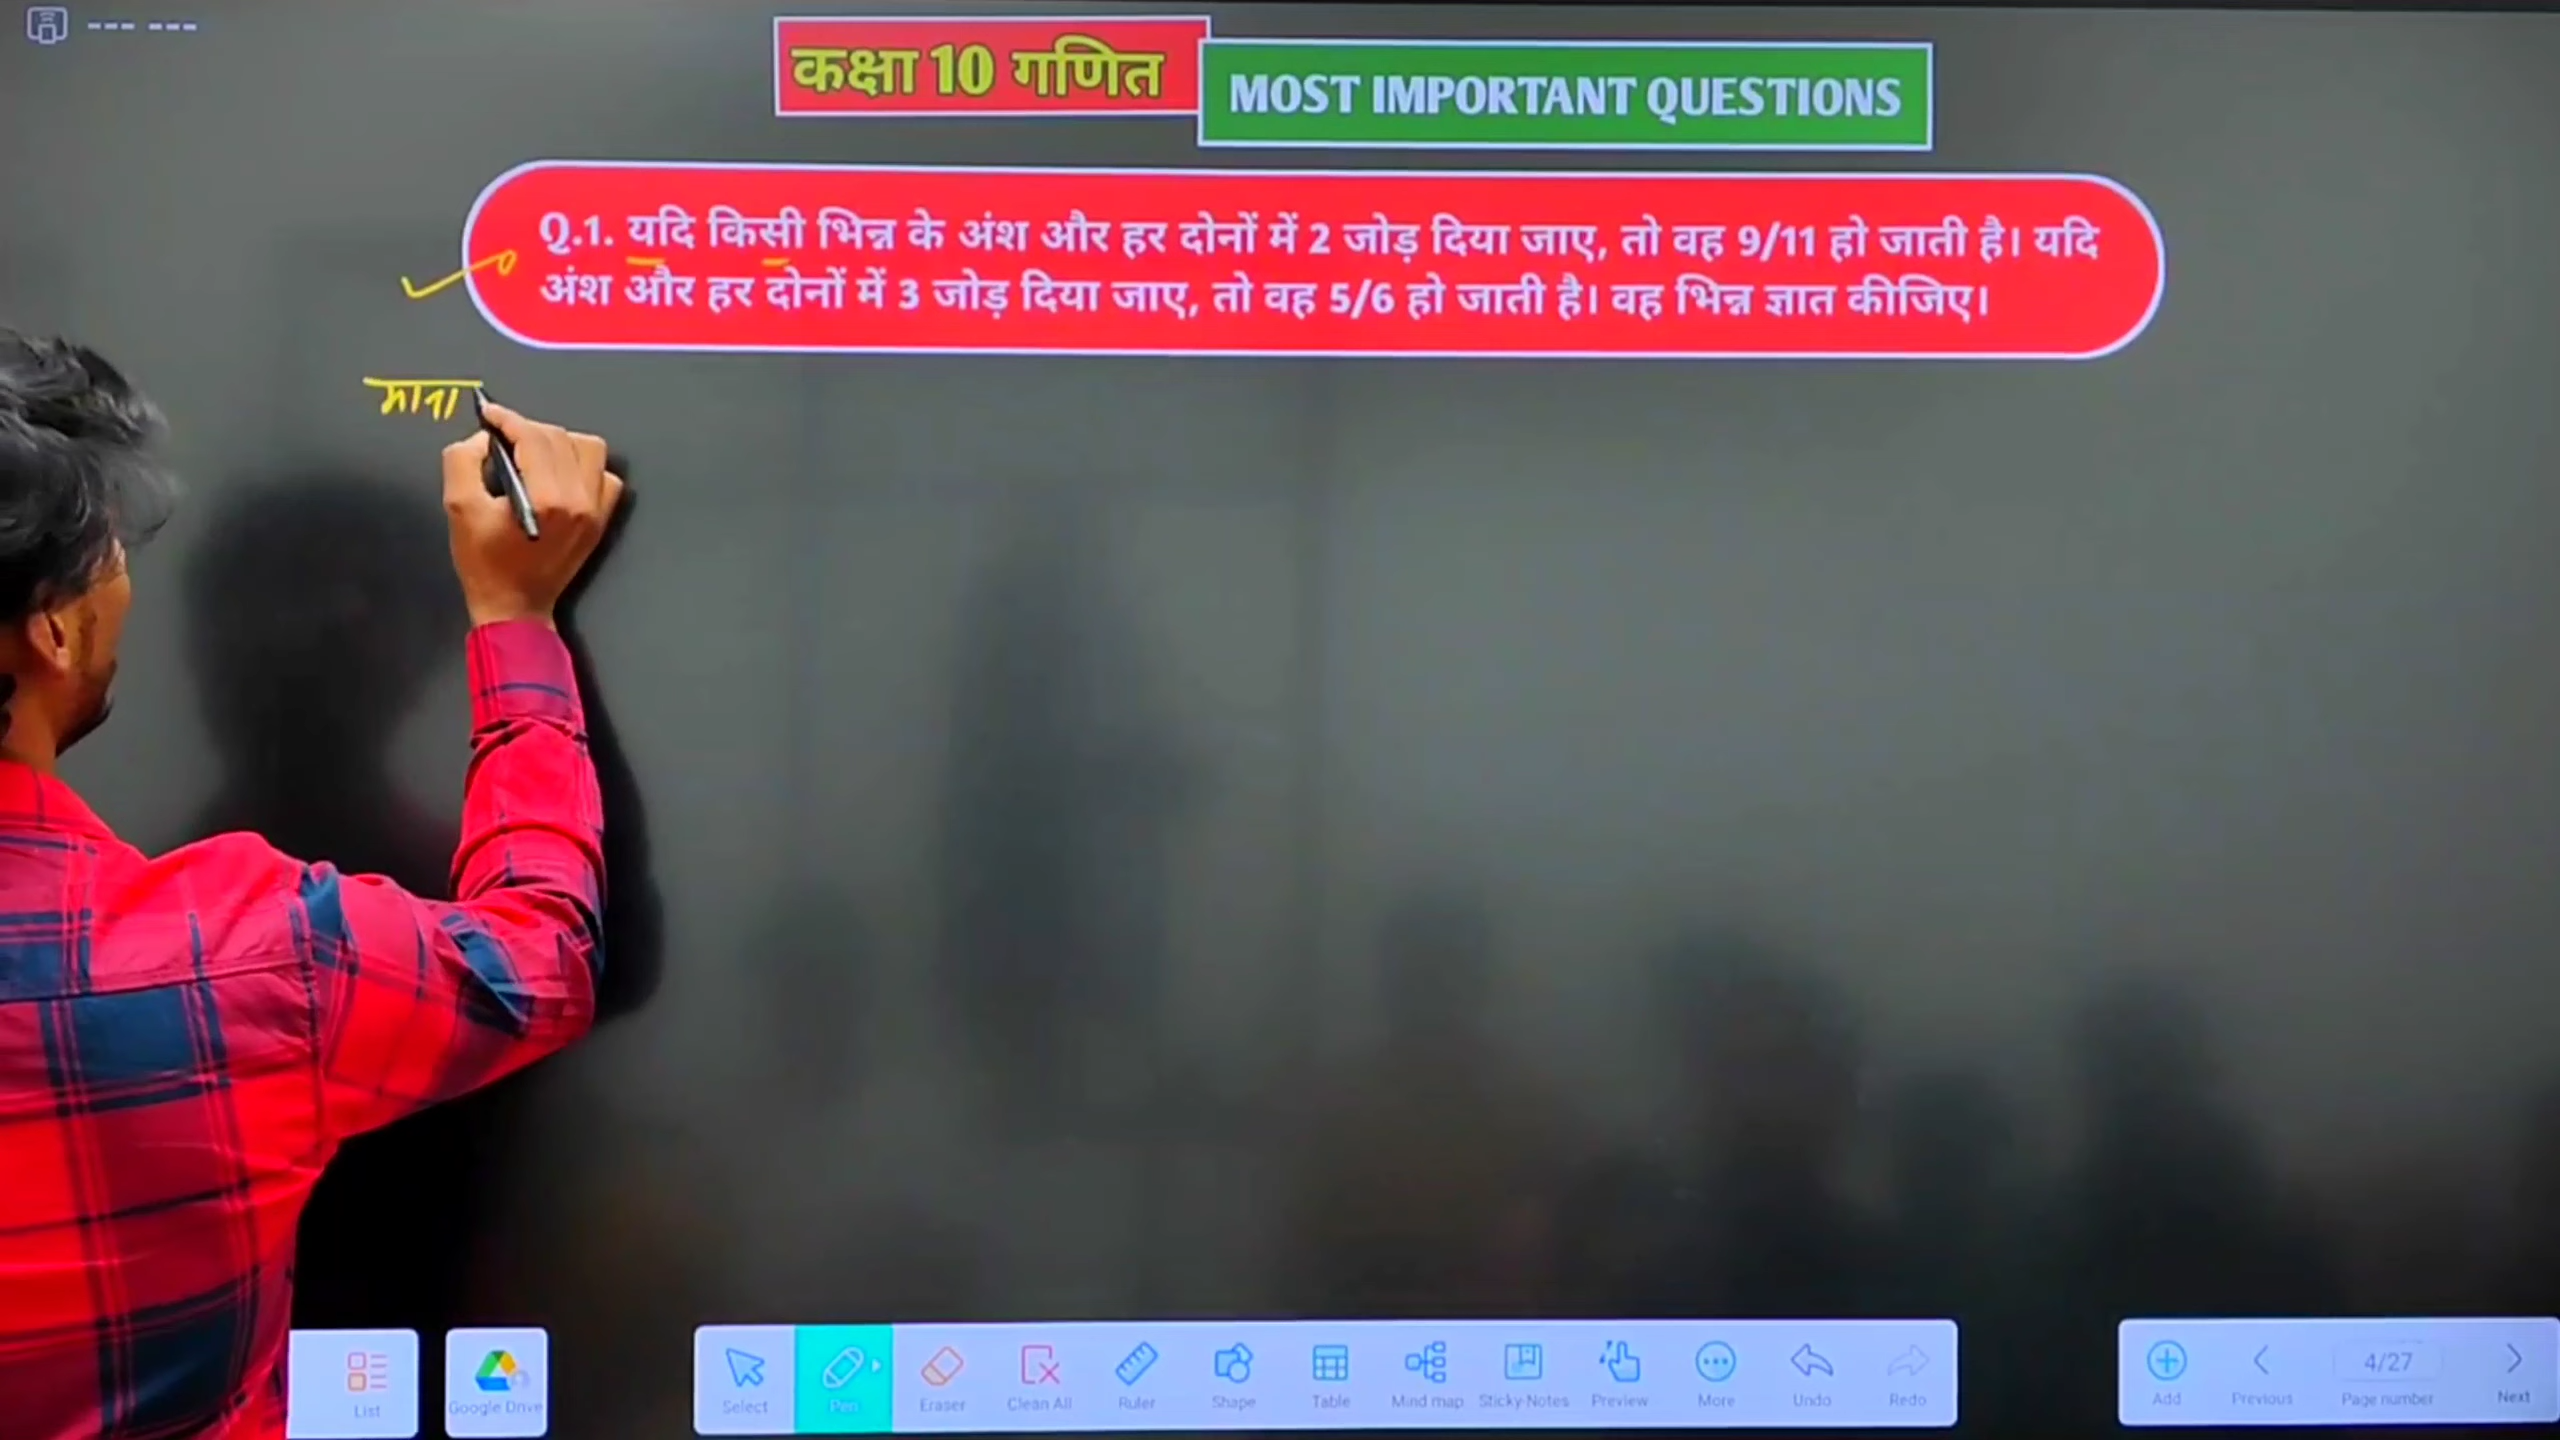 --- ---
कक्षा 10 गणित
MOST IMPORTANT QUESTIONS
Q.1. यदि किसी भिन्न के अंश और हर दोनों में 2 जोड़ दिया जाए, तो वह 9/11 हो जाती है। यदि
अंश और हर दोनों में 3 जोड़ दिया जाए, तो वह 5/6 हो जाती है। वह भिन्न ज्ञात कीजिए।
माना
List
Google Drive
Select
Pen
Eraser
Clean All
Ruler
Shape
Table
Mind map
Sticky Notes
Preview
More
Undo
Redo
Add
Previous
4/27
Page number
Next